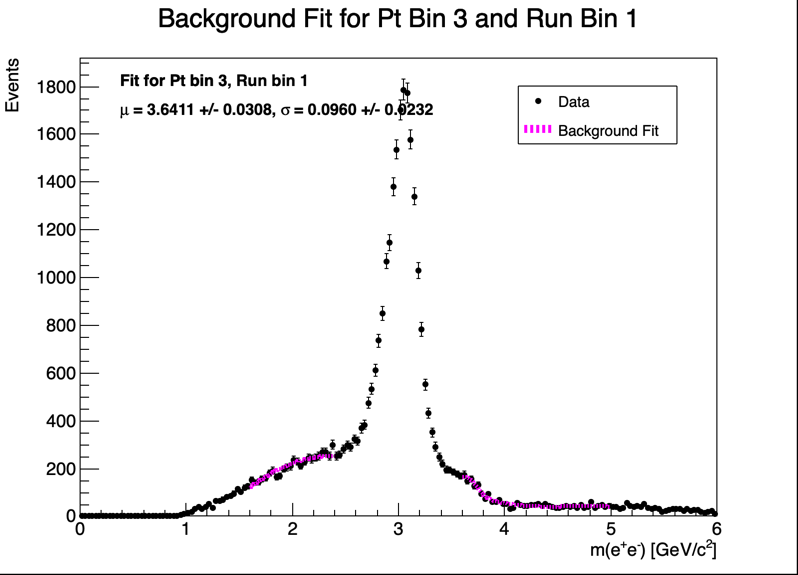 Background Fit for Pt Bin 3 and Run Bin 1
Events
Fit for Pt bin 3, Run bin 1
μ = 3.6411 +/- 0.0308, σ = 0.0960 +/- 0.0232
Data
Background Fit
1800
1600
1400
1200
1000
800
600
400
200
0
0 1 2 3 4 5 6
m(e⁺e⁻) [GeV/c²]